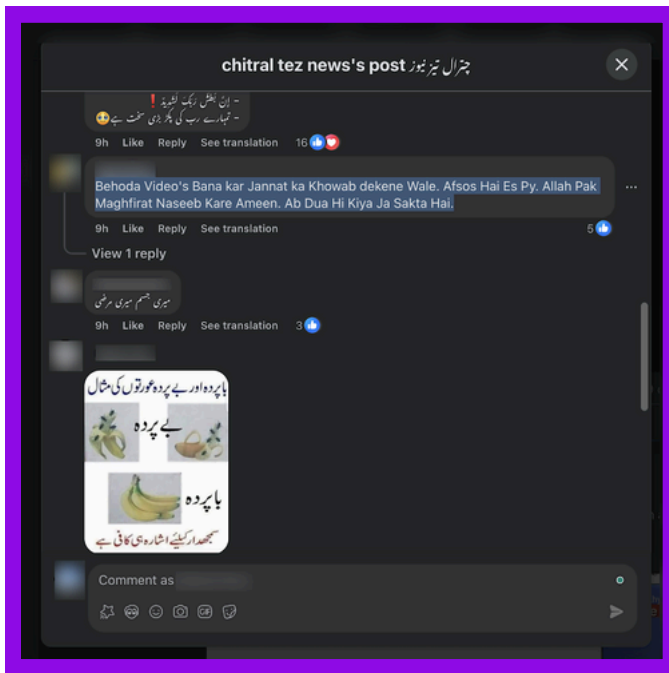 chitral tez news's post چترال تیز نیوز
- إِنَّ بَطْشَ رَبِّكَ لَشَدِيدٌ ❗
- تمہارے رب کی پکڑ بڑی سخت ہے 🥹
9h Like Reply See translation 16
Behoda Video's Bana kar Jannat ka Khowab dekene Wale. Afsos Hai Es Py. Allah Pak
Maghfirat Naseeb Kare Ameen. Ab Dua Hi Kiya Ja Sakta Hai.
9h Like Reply See translation 5
View 1 reply
میری جسم میری مرضی
9h Like Reply See translation 3
باپردہ اور بے پردہ عورتوں کی مثال
بے پردہ
باپردہ
سمجھدار کیلئے اشارہ ہی کافی ہے
Comment as
GIF